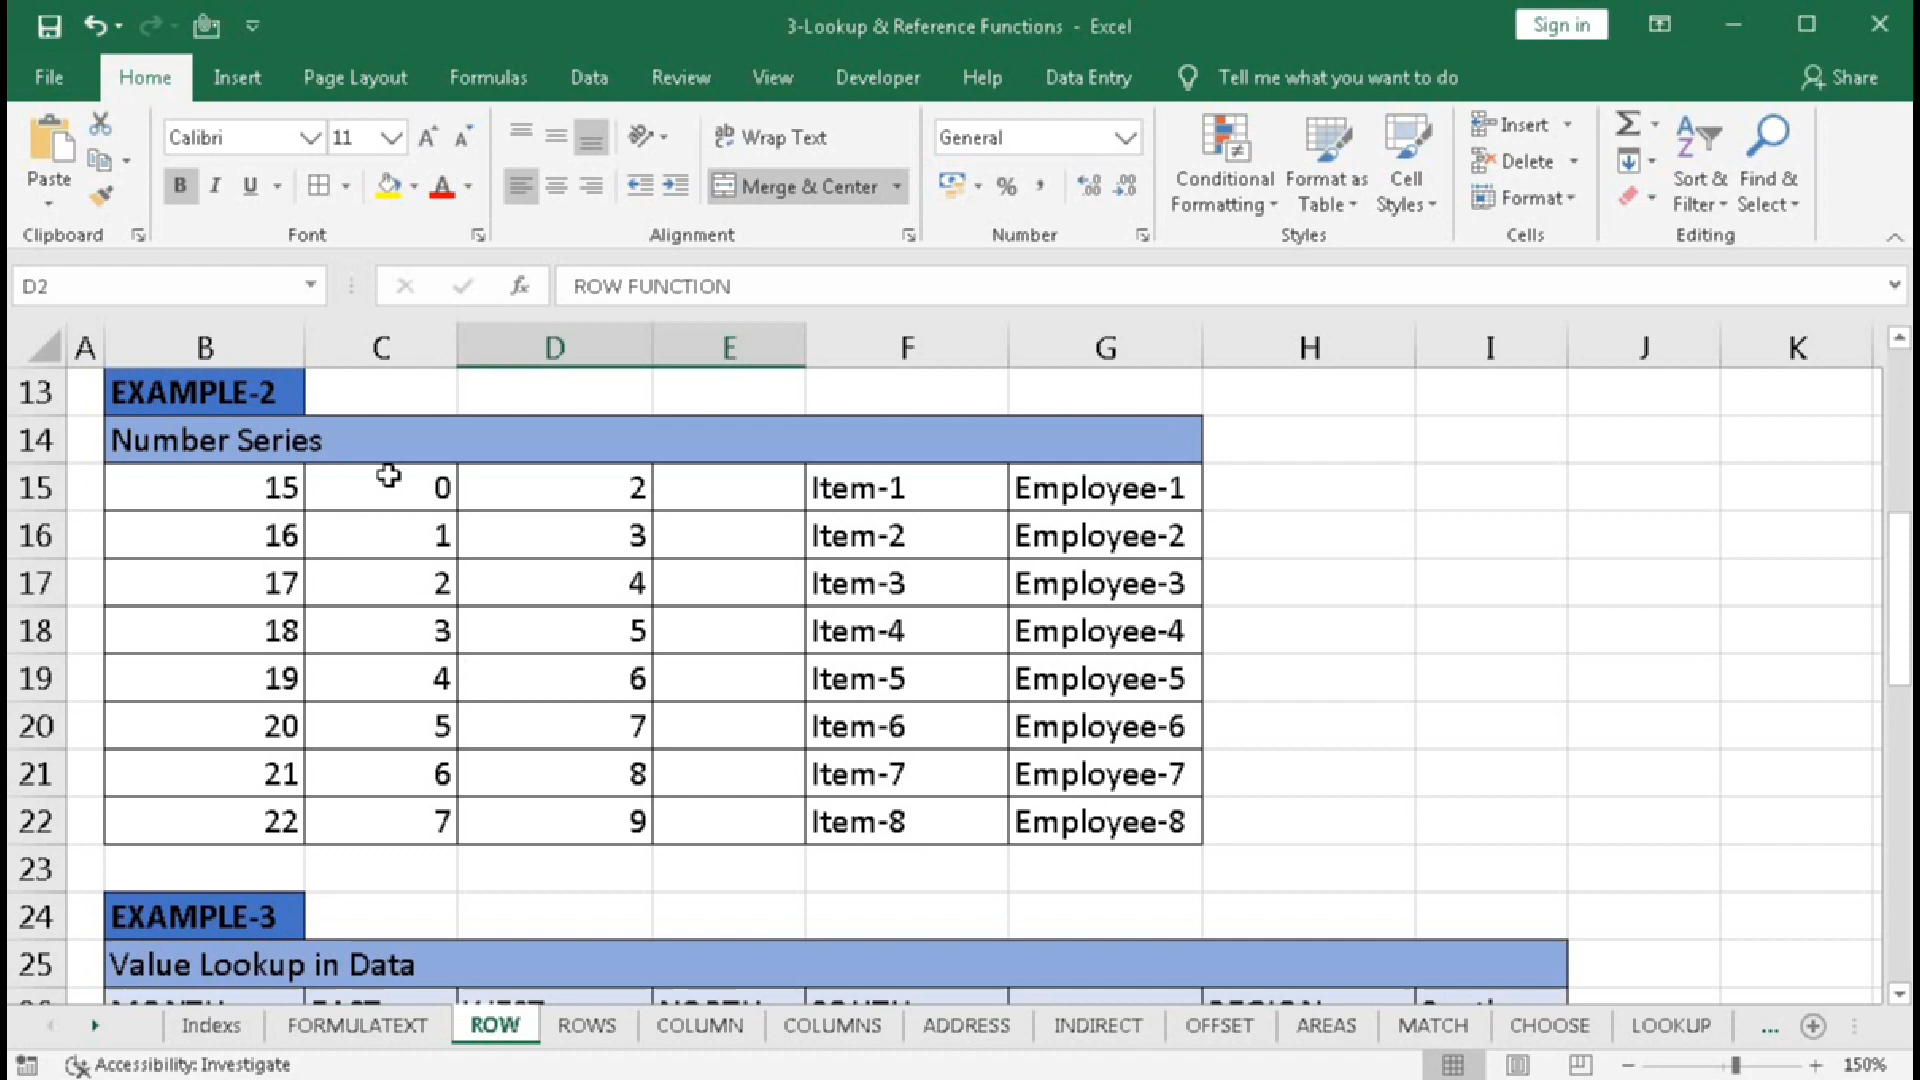 3-Lookup & Reference Functions - Excel
Sign in
File Home Insert Page Layout Formulas Data Review View Developer Help Data Entry Tell me what you want to do Share
Paste
Clipboard
Calibri 11
B I U
Font
Wrap Text
Merge & Center
Alignment
General
%
Number
Conditional Formatting
Format as Table
Cell Styles
Styles
Insert
Delete
Format
Cells
Sort & Filter
Find & Select
Editing
D2 fx ROW FUNCTION
A B C D E F G H I J K
13 EXAMPLE-2
14 Number Series
15 15 0 2 Item-1 Employee-1
16 16 1 3 Item-2 Employee-2
17 17 2 4 Item-3 Employee-3
18 18 3 5 Item-4 Employee-4
19 19 4 6 Item-5 Employee-5
20 20 5 7 Item-6 Employee-6
21 21 6 8 Item-7 Employee-7
22 22 7 9 Item-8 Employee-8
23
24 EXAMPLE-3
25 Value Lookup in Data
Indexs FORMULATEXT ROW ROWS COLUMN COLUMNS ADDRESS INDIRECT OFFSET AREAS MATCH CHOOSE LOOKUP ...
Accessibility: Investigate 150%